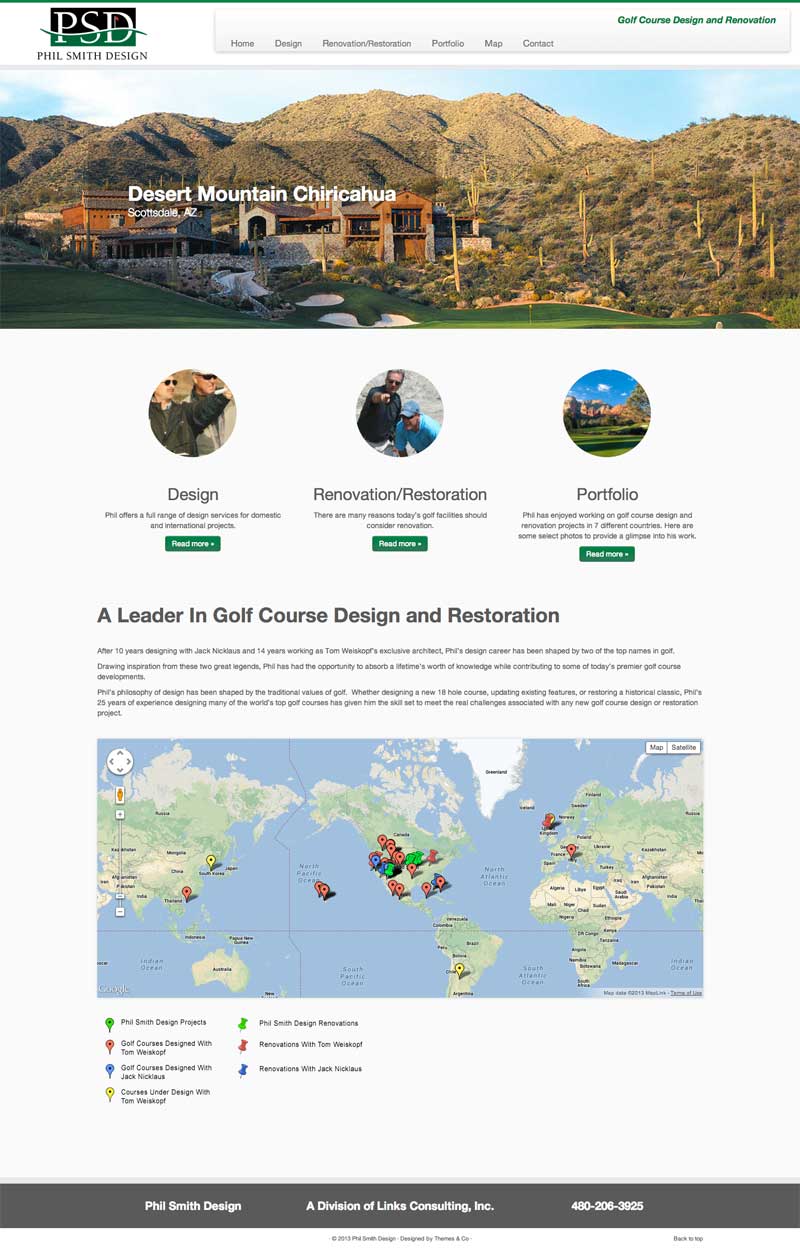 PSD
PHIL SMITH DESIGN
Golf Course Design and Renovation
Home Design Renovation/Restoration Portfolio Map Contact
Desert Mountain Chiricahua
Scottsdale, AZ
Design
Phil offers a full range of design services for domestic
and international projects.
Read more »
Renovation/Restoration
There are many reasons today's golf facilities should
consider renovation.
Read more »
Portfolio
Phil has enjoyed working on golf course design and
renovation projects in 7 different countries. Here are
some select photos to provide a glimpse into his work.
Read more »
A Leader In Golf Course Design and Restoration
After 10 years designing with Jack Nicklaus and 14 years working as Tom Weiskopf's exclusive architect, Phil's design career has been shaped by two of the top names in golf.
Drawing inspiration from these two great legends, Phil has had the opportunity to absorb a lifetime's worth of knowledge while contributing to some of today's premier golf course
developments.
Phil's philosophy of design has been shaped by the traditional values of golf. Whether designing a new 18 hole course, updating existing features, or restoring a historical classic, Phil's
25 years of experience designing many of the world's top golf courses has given him the skill set to meet the real challenges associated with any new golf course design or restoration
project.
Map Satellite
Greenland
Iceland
Finland
Sweden
Norway
Russia
Russia
Canada
United
Kingdom
Poland
Ukraine
France
Kazakhstan
Mongolia
Spain
Italy
Turkey
North
Pacific
Ocean
North
Atlantic
Ocean
China
South Korea
Japan
Afghanistan
Pakistan
India
Thailand
Algeria
Libya
Egypt
Saudi
Arabia
Mali
Niger
Sudan
Chad
Nigeria
Ethiopia
Venezuela
Colombia
DR Congo
Kenya
Tanzania
Indonesia
Papua New
Guinea
Peru
Brazil
Bolivia
Angola
Namibia
Botswana
Madagascar
Indian
Ocean
Australia
South
Pacific
Ocean
Chile
South
Atlantic
Ocean
South
Africa
Indian
Ocean
Argentina
New
Google
Map data ©2013 MapLink - Terms of Use
Phil Smith Design Projects
Phil Smith Design Renovations
Golf Courses Designed With
Tom Weiskopf
Renovations With Tom Weiskopf
Golf Courses Designed With
Jack Nicklaus
Renovations With Jack Nicklaus
Courses Under Design With
Tom Weiskopf
Phil Smith Design A Division of Links Consulting, Inc. 480-206-3925
· © 2013 Phil Smith Design · Designed by Themes & Co ·
Back to top